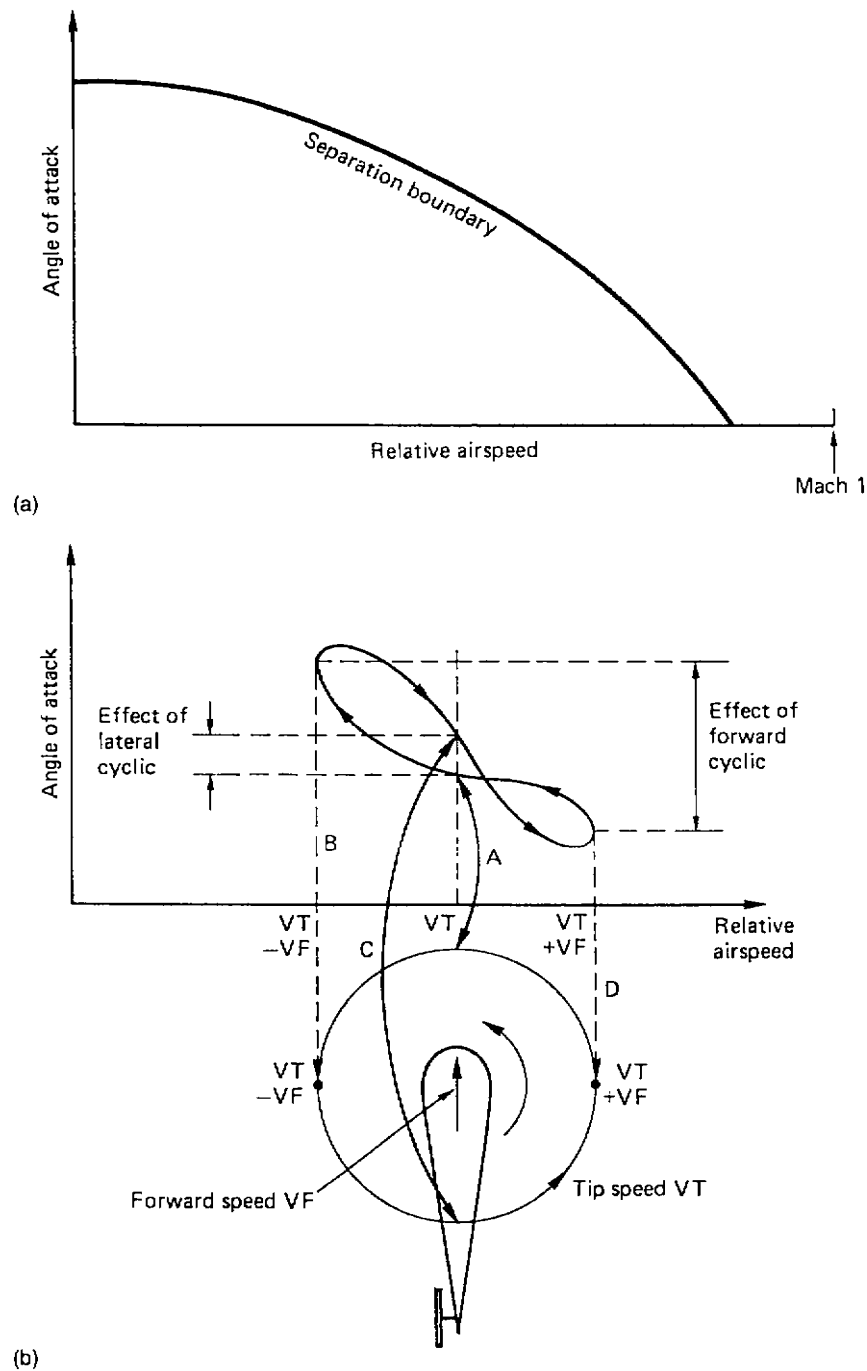 Angle of attack
Separation boundary
Relative airspeed
Mach 1
(a)
Angle of attack
Effect of
lateral
cyclic
Effect of
forward
cyclic
B
A
VT
−VF
VT
VT
+VF
Relative
airspeed
C
D
VT
−VF
VT
+VF
Forward speed VF
Tip speed VT
(b)